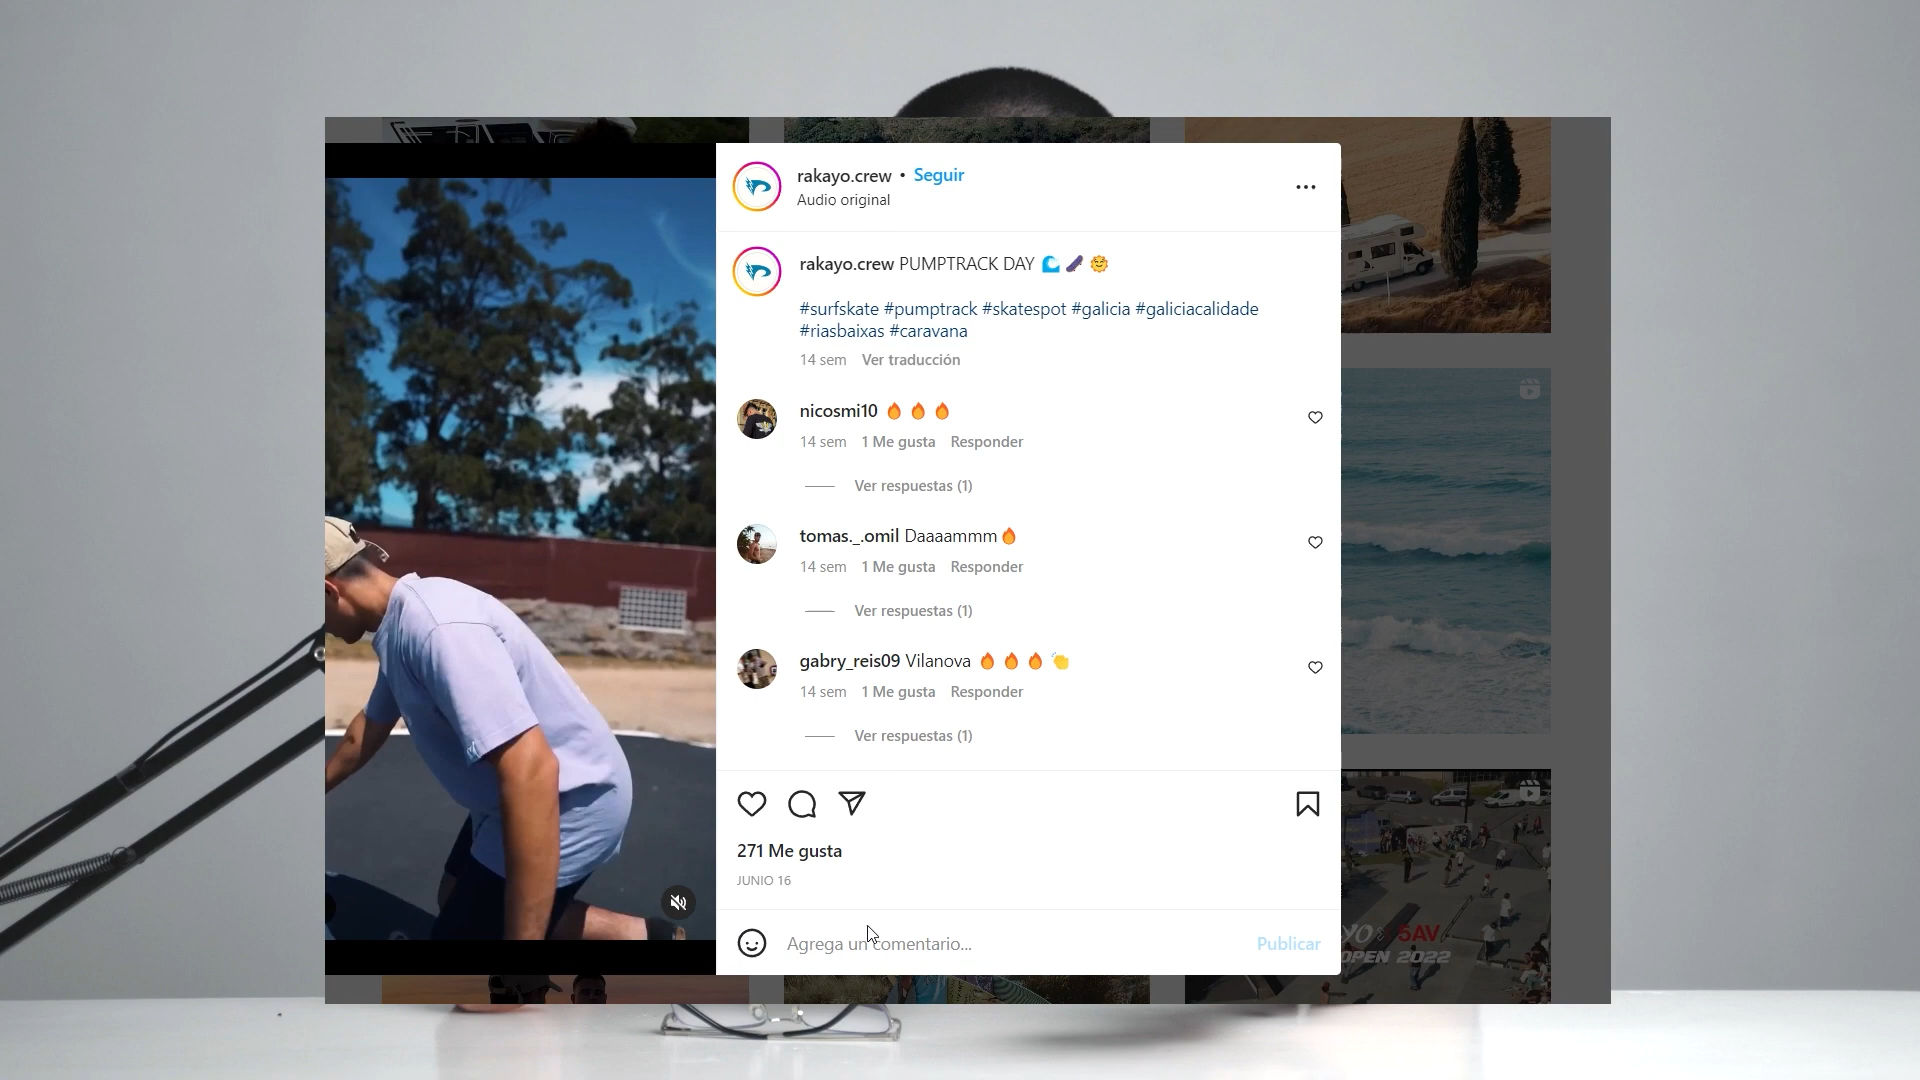 rakayo.crew • Seguir
Audio original
rakayo.crew PUMPTRACK DAY 🌊 🛹 🌞
#surfskate #pumptrack #skatespot #galicia #galiciacalidade
#riasbaixas #caravana
14 sem Ver traducción
nicosmi10 🔥 🔥 🔥
14 sem 1 Me gusta Responder
Ver respuestas (1)
tomas._.omil Daaaammm🔥
14 sem 1 Me gusta Responder
Ver respuestas (1)
gabry_reis09 Vilanova 🔥 🔥 🔥 👏
14 sem 1 Me gusta Responder
Ver respuestas (1)
271 Me gusta
JUNIO 16
Agrega un comentario...
Publicar
SAV
OPEN 2022